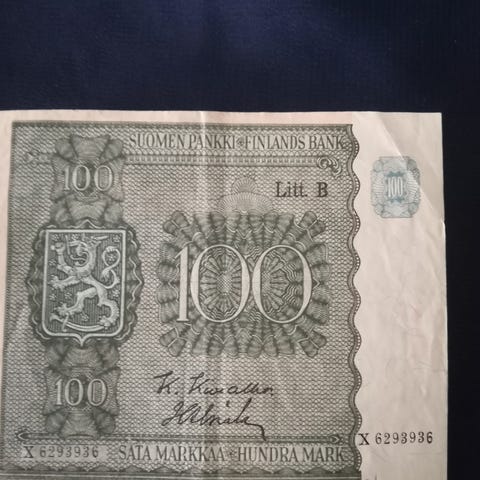 SUOMEN PANKKI FINLANDS BANK
100
Litt. B
100
100
100
X 6293936
X 6293936
SATA MARKKAA HUNDRA MARK